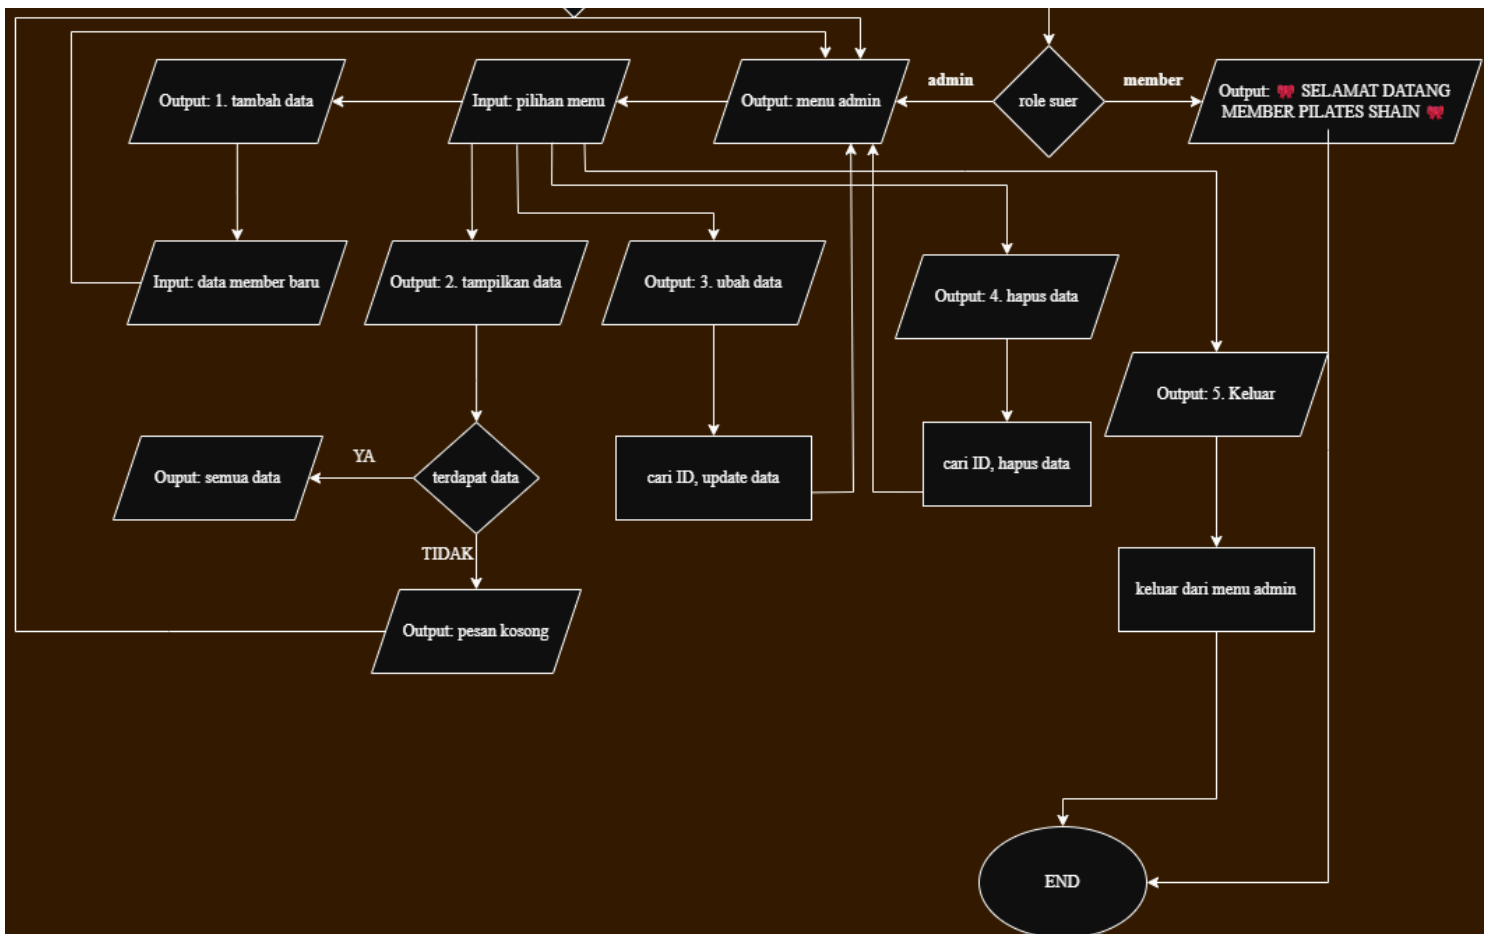 admin
member
Output: 1. tambah data
Input: pilihan menu
Output: menu admin
role suer
Output: 🎀 SELAMAT DATANG
MEMBER PILATES SHAIN 🎀
Input: data member baru
Output: 2. tampilkan data
Output: 3. ubah data
Output: 4. hapus data
Output: 5. Keluar
YA
Ouput: semua data
terdapat data
cari ID, update data
cari ID, hapus data
TIDAK
keluar dari menu admin
Output: pesan kosong
END